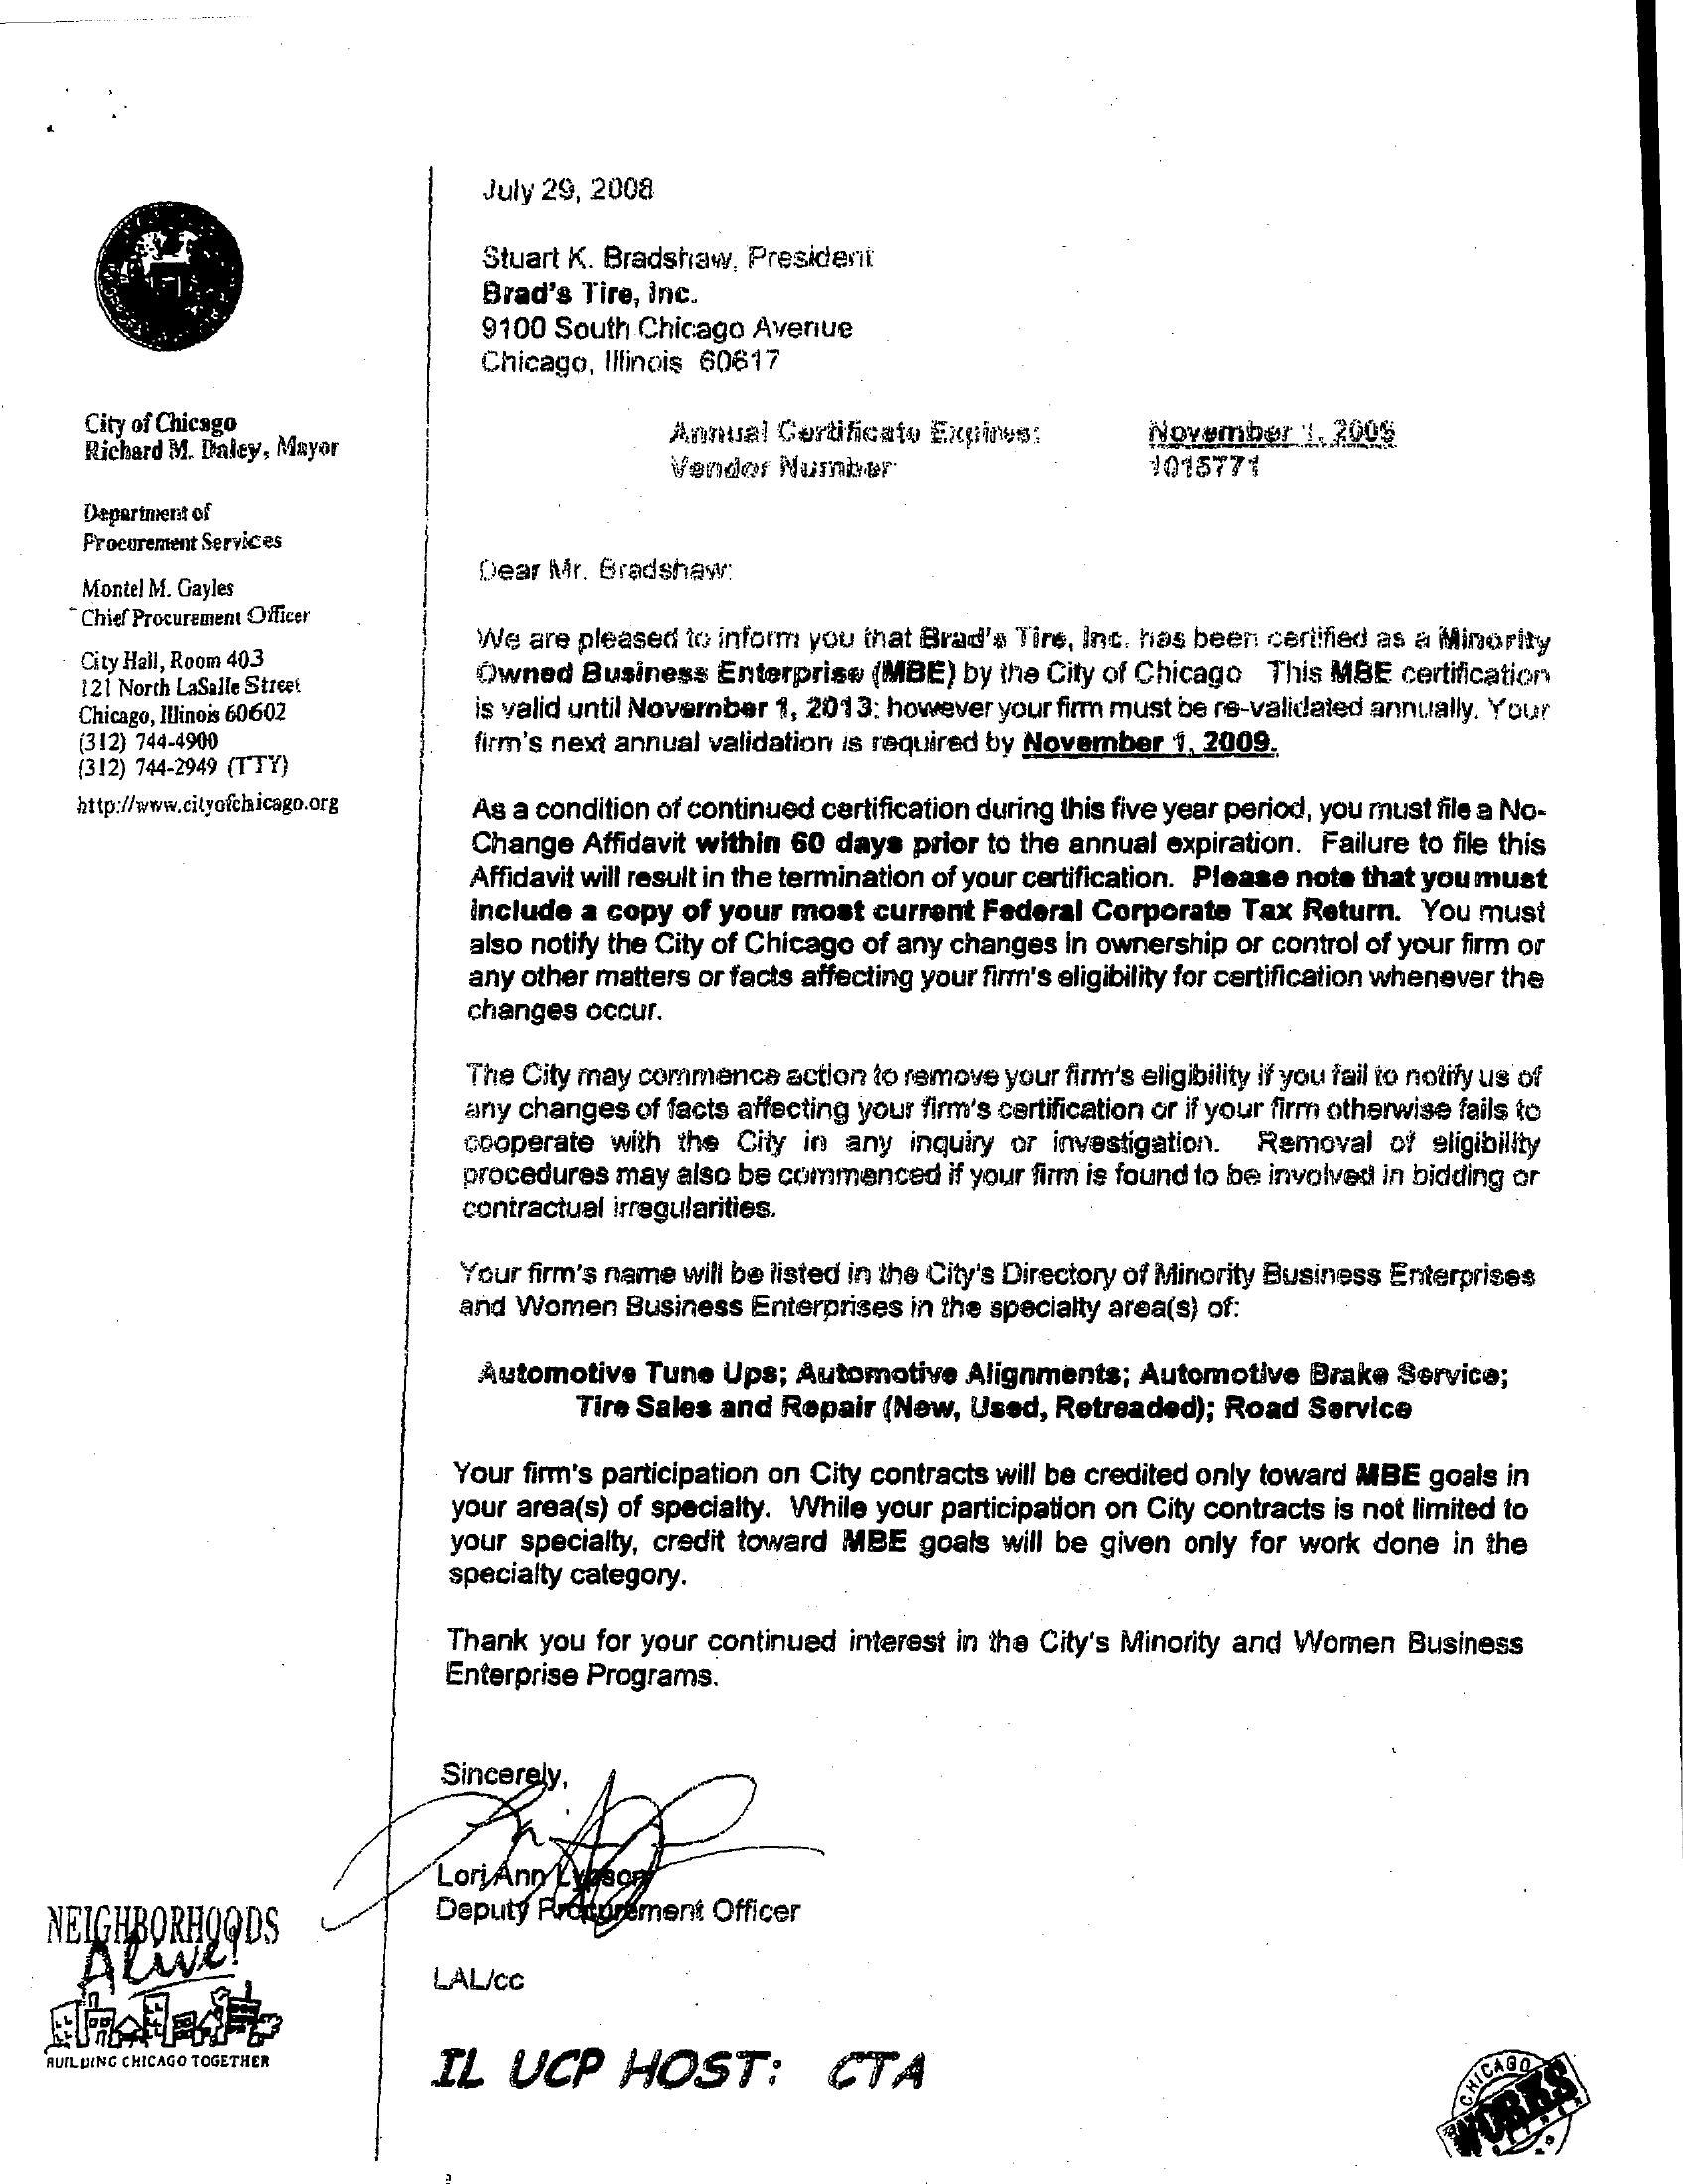 July 29, 2008
Stuart K. Bradshaw, President
Brad's Tire, Inc.
9100 South Chicago Avenue
Chicago, Illinois 60617
City of Chicago
Richard M. Daley, Mayor
Department of
Procurement Services
Montel M. Gayles
Chief Procurement Officer
City Hall, Room 403
121 North LaSalle Street
Chicago, Illinois 60602
(312) 744-4900
(312) 744-2949 (TTY)
http://www.cityofchicago.org
Annual Certificate Expires: November 1,
Vendor Number 1015771
Dear Mr. Bradshaw:
We are pleased to inform you that Brad's Tire, Inc. has been certified as a Minority
Owned Business Enterprise (MBE) by the City of Chicago This MBE certification
is valid until November 1, 2013; however your firm must be re-validated annually. Your
firm's next annual validation is required by November 1, 2009.
As a condition of continued certification during this five year period, you must file a No-
Change Affidavit within 60 days prior to the annual expiration. Failure to file this
Affidavit will result in the termination of your certification. Please note that you must
include a copy of your most current Federal Corporate Tax Return. You must
also notify the City of Chicago of any changes in ownership or control of your firm or
any other matters or facts affecting your firm's eligibility for certification whenever the
changes occur.
The City may commence action to remove your firm's eligibility if you fail to notify us of
any changes of facts affecting your firm's certification or if your firm otherwise fails to
cooperate with the City in any inquiry or investigation. Removal of eligibility
procedures may also be commenced if your firm is found to be involved in bidding or
contractual irregularities.
Your firm's name will be listed in the City's Directory of Minority Business Enterprises
and Women Business Enterprises in the specialty area(s) of:
Automotive Tune Ups; Automotive Alignments; Automotive Brake Service;
Tire Sales and Repair (New, Used, Retreaded); Road Service
Your firm's participation on City contracts will be credited only toward MBE goals in
your area(s) of specialty. While your participation on City contracts is not limited to
your specialty, credit toward MBE goals will be given only for work done in the
specialty category.
Thank you for your continued interest in the City's Minority and Women Business
Enterprise Programs.
Sincerely,
Lori Ann Lypson
Deputy Procurement Officer
LAL/cc
NEIGHBORHOODS
Alive!
BUILDING CHICAGO TOGETHER
IL UCP HOST: CTA
CHICAGO
WORKS